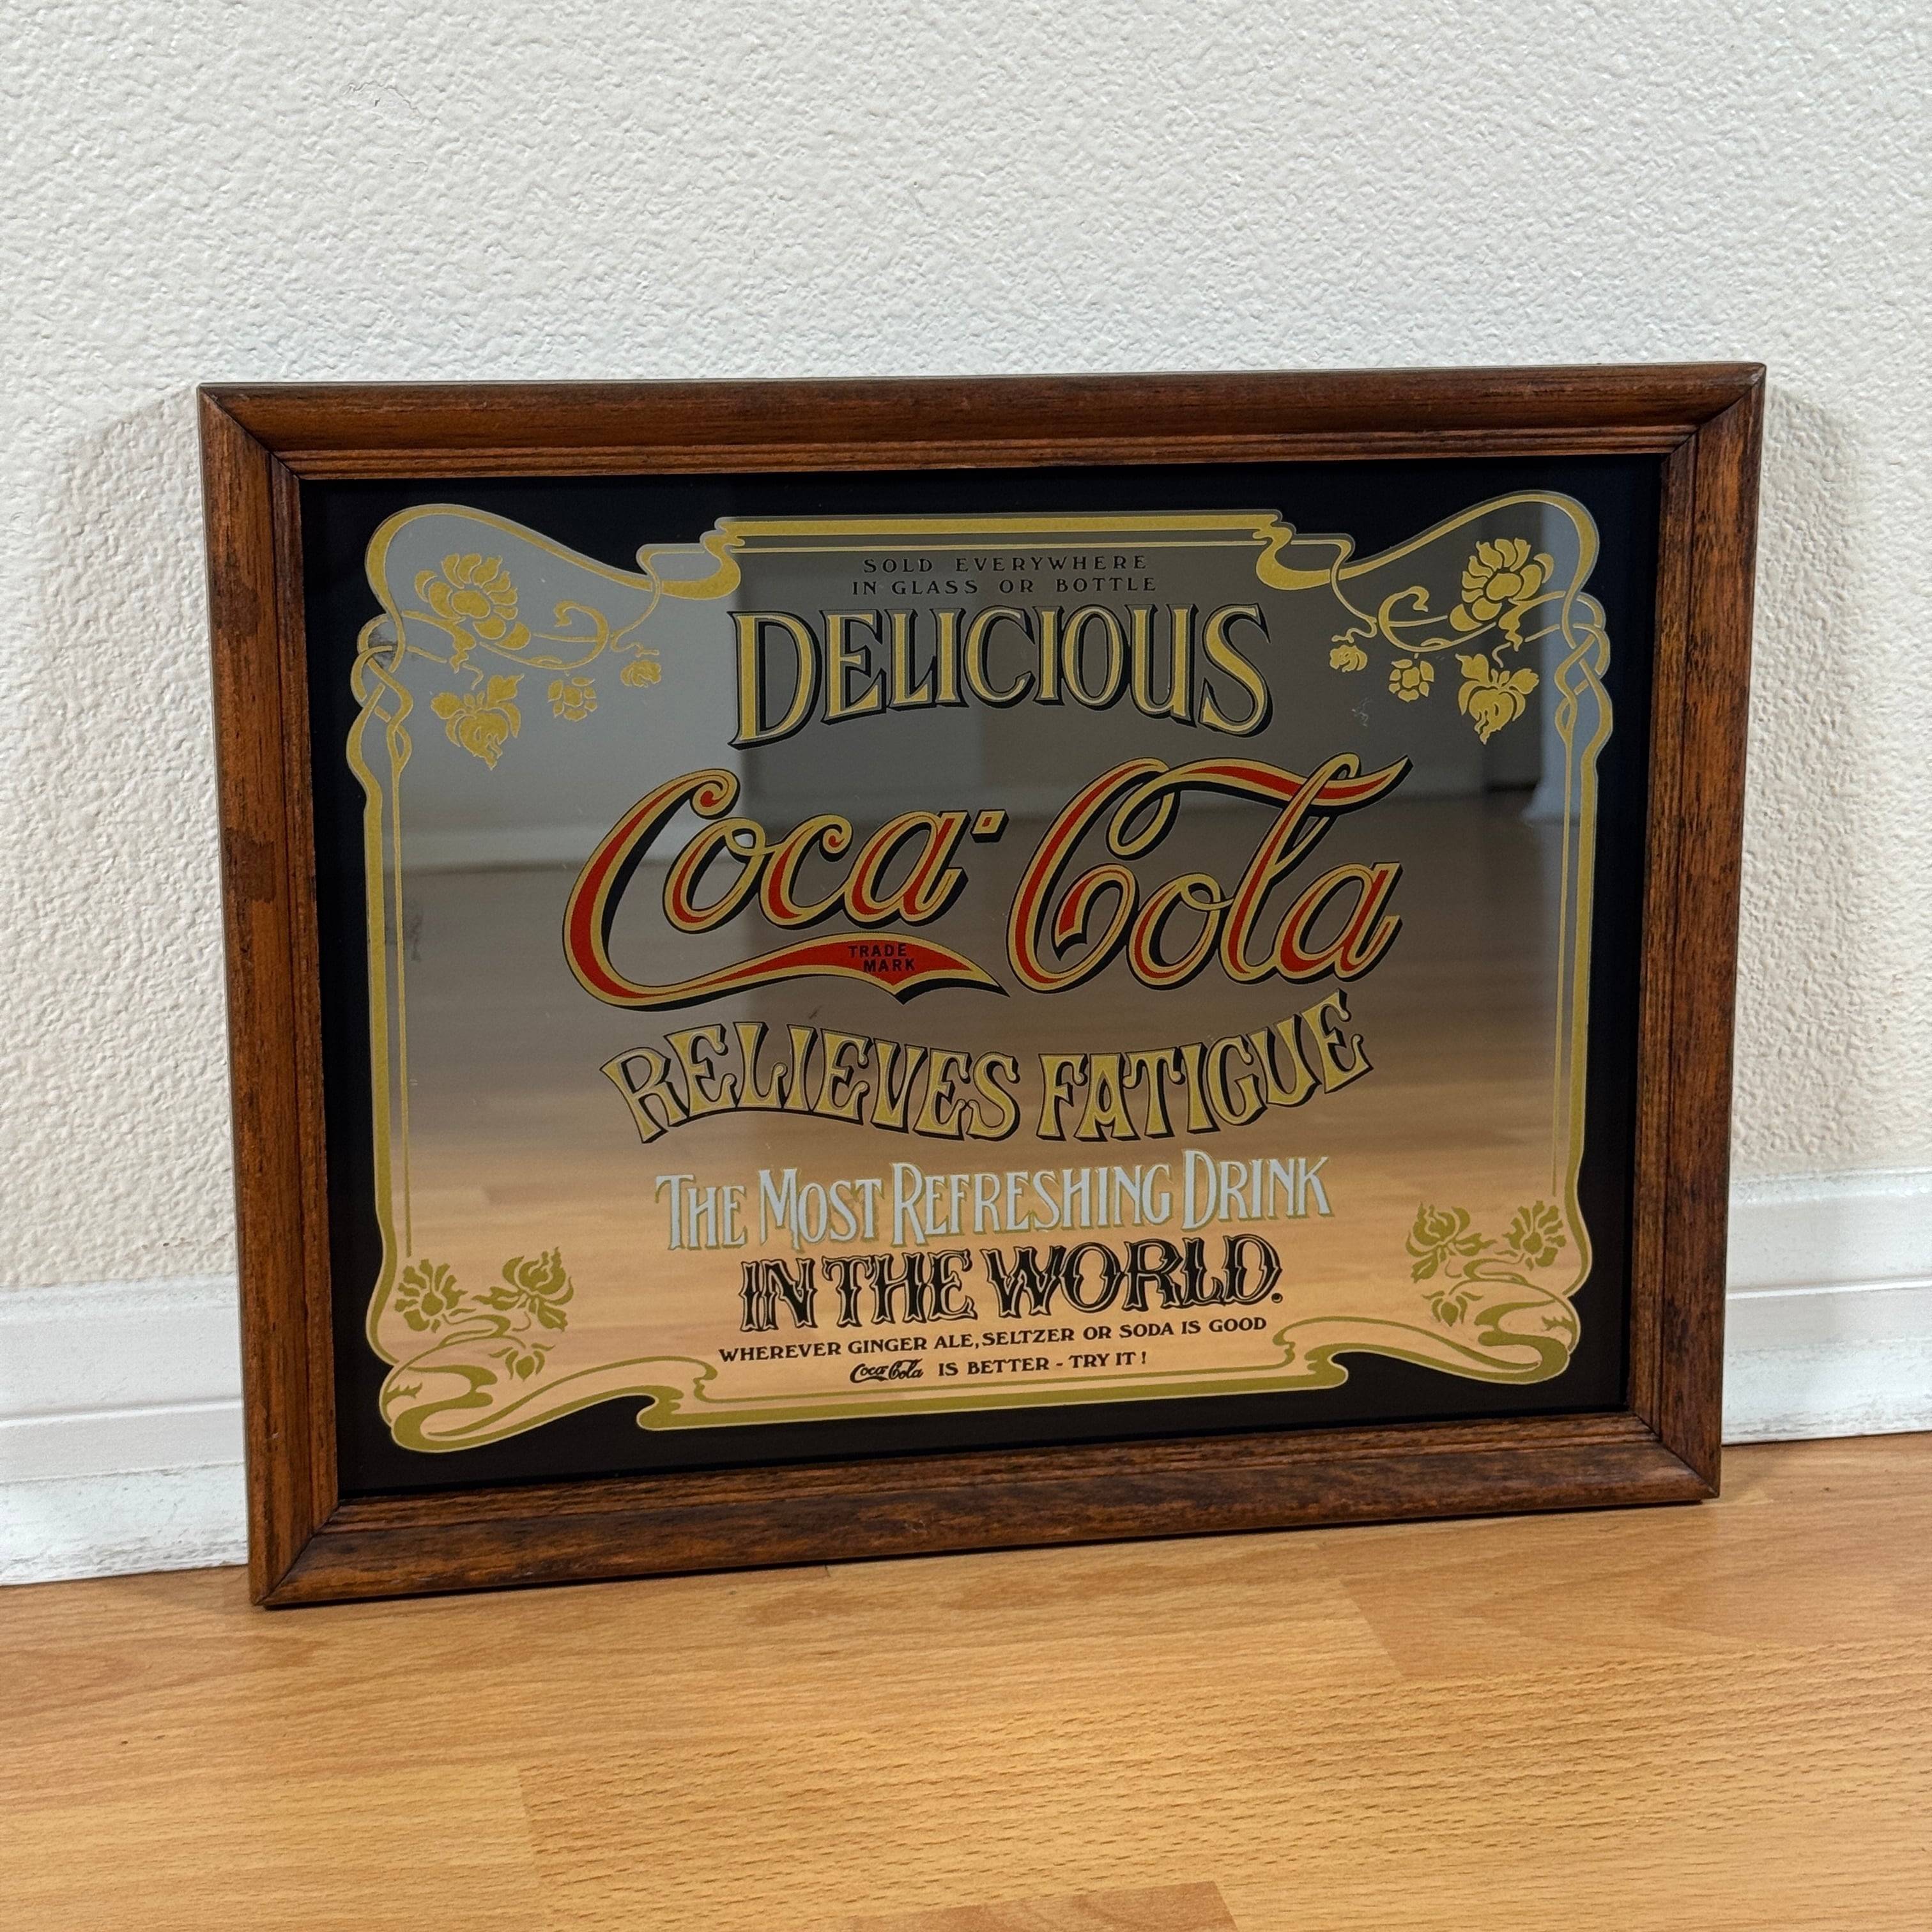 SOLD EVERYWHERE
IN GLASS OR BOTTLE
DELICIOUS
Coca-Cola
TRADE
MARK
RELIEVES FATIGUE
THE MOST REFRESHING DRINK
IN THE WORLD.
WHEREVER GINGER ALE, SELTZER OR SODA IS GOOD
Coca-Cola IS BETTER - TRY IT!